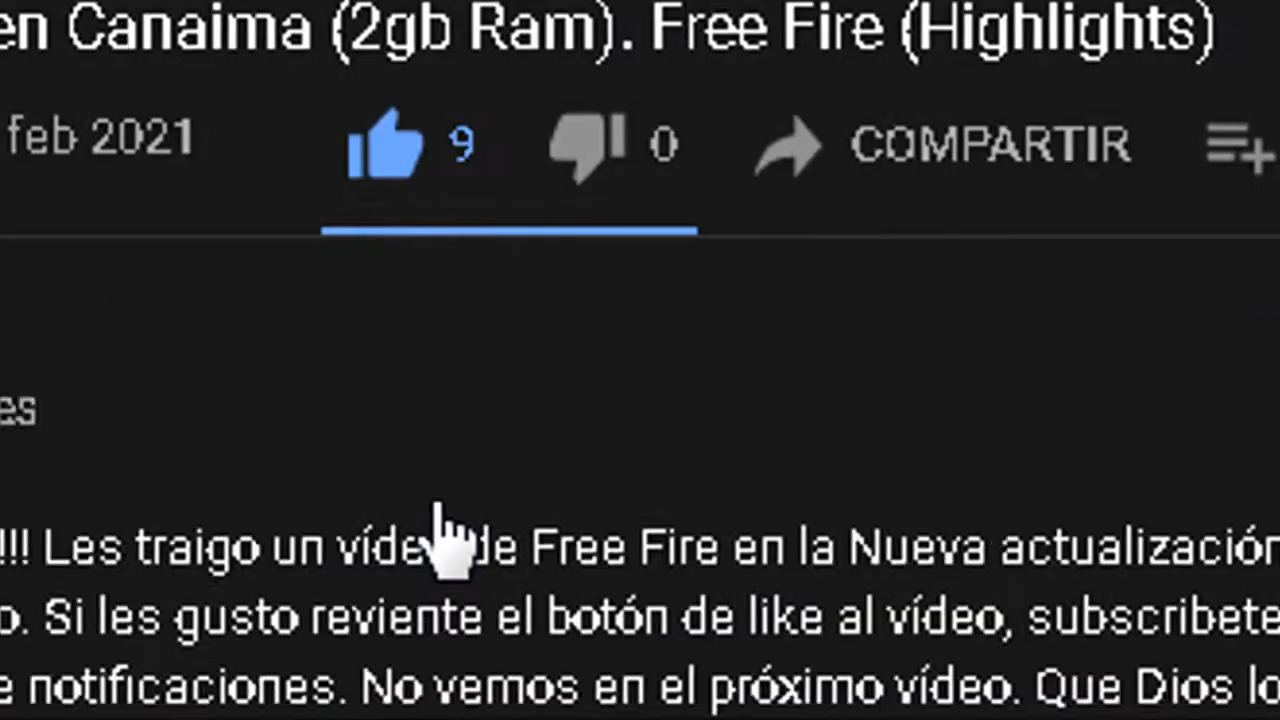 en Canaima (2gb Ram). Free Fire (Highlights)
feb 2021 9 0 COMPARTIR
es
!!! Les traigo un vídeo de Free Fire en la Nueva actualización
o. Si les gusto reviente el botón de like al vídeo, subscribete
e notificaciones. No vemos en el próximo vídeo. Que Dios lo